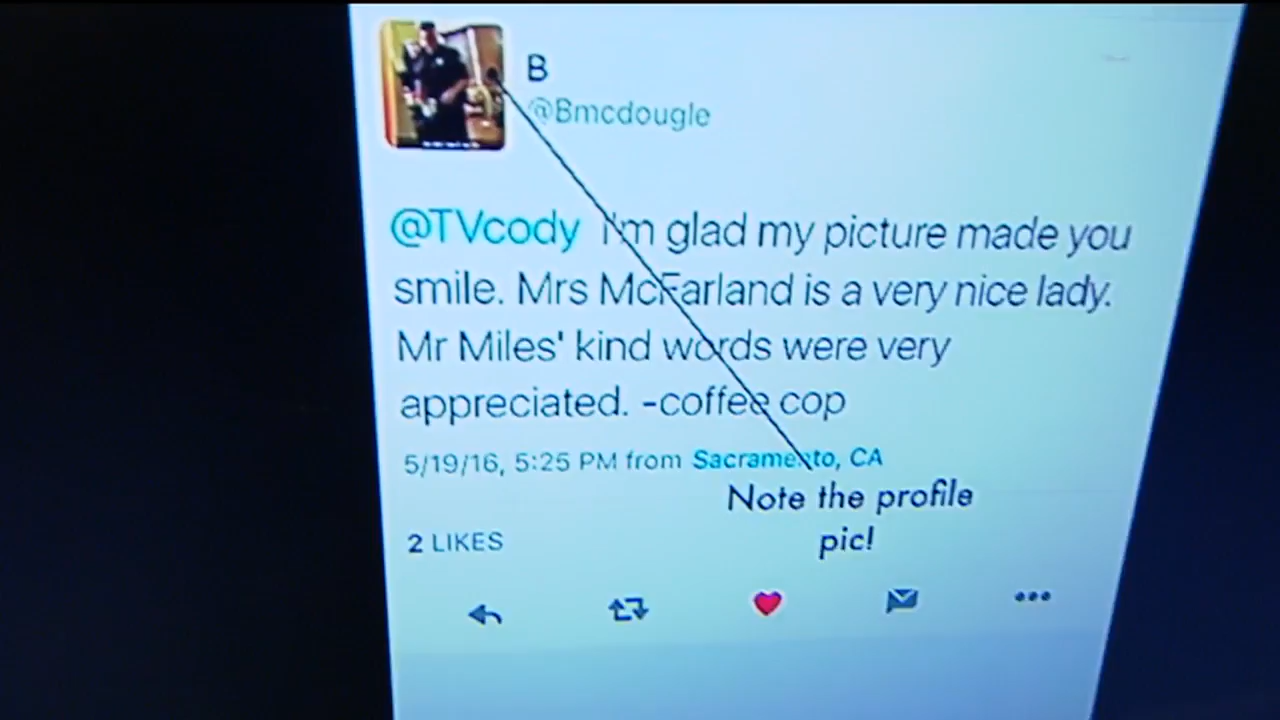 B
@Bmcdougle
@TVcody I'm glad my picture made you
smile. Mrs McFarland is a very nice lady.
Mr Miles' kind words were very
appreciated. -coffee cop
5/19/16, 5:25 PM from Sacramento, CA
Note the profile
pic!
2 LIKES